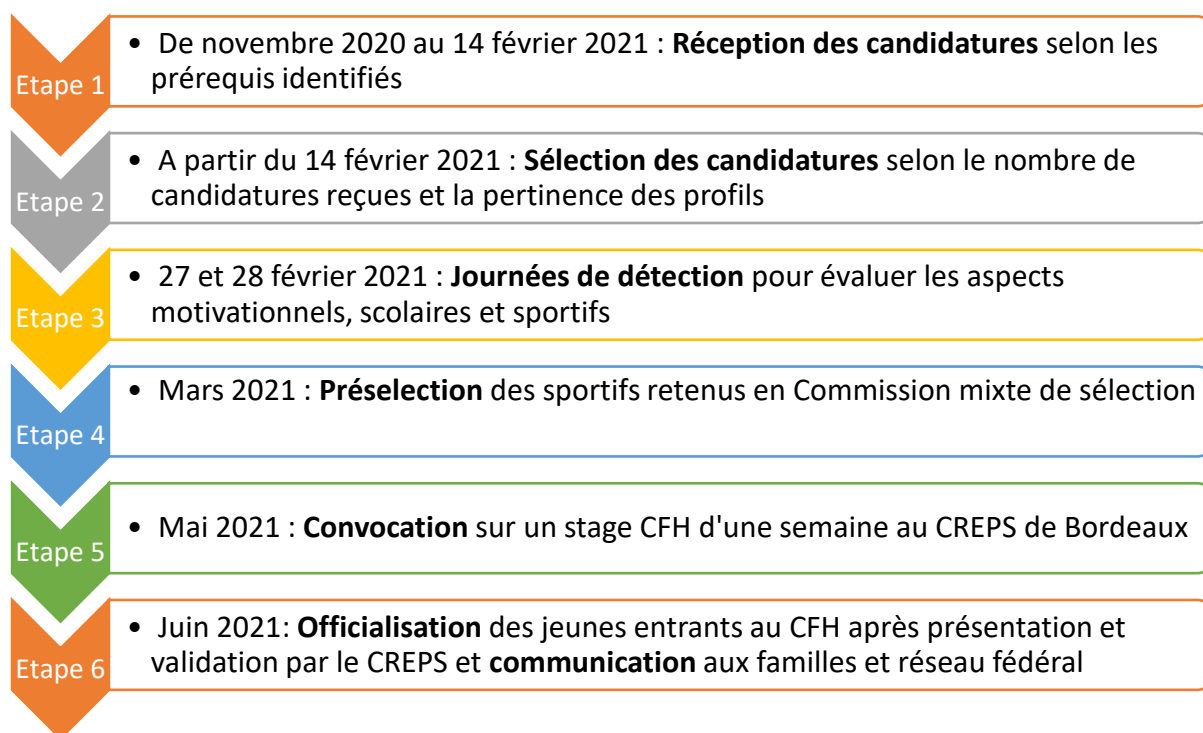 Etape 1
• De novembre 2020 au 14 février 2021 : Réception des candidatures selon les
prérequis identifiés
Etape 2
• A partir du 14 février 2021 : Sélection des candidatures selon le nombre de
candidatures reçues et la pertinence des profils
Etape 3
• 27 et 28 février 2021 : Journées de détection pour évaluer les aspects
motivationnels, scolaires et sportifs
Etape 4
• Mars 2021 : Préselection des sportifs retenus en Commission mixte de sélection
Etape 5
• Mai 2021 : Convocation sur un stage CFH d'une semaine au CREPS de Bordeaux
Etape 6
• Juin 2021: Officialisation des jeunes entrants au CFH après présentation et
validation par le CREPS et communication aux familles et réseau fédéral